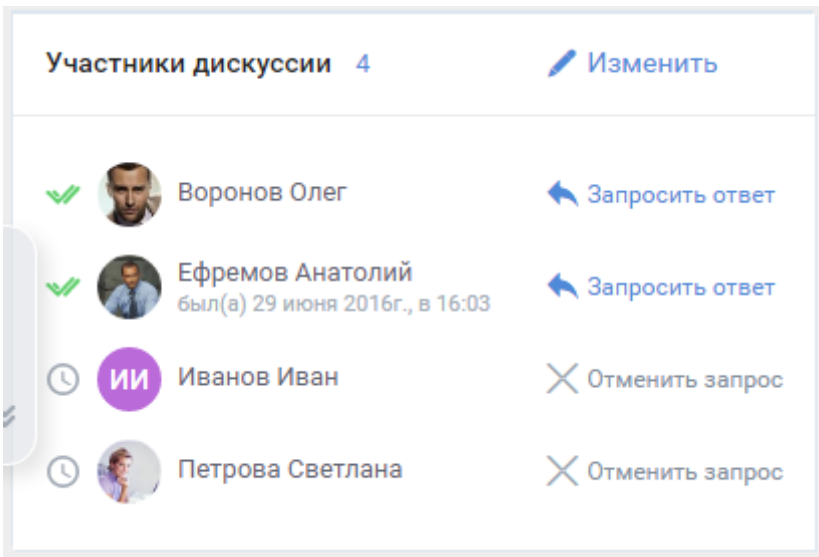 Участники дискуссии 4 Изменить
Воронов Олег Запросить ответ
Ефремов Анатолий Запросить ответ
был(а) 29 июня 2016г., в 16:03
ИИ Иванов Иван Отменить запрос
Петрова Светлана Отменить запрос